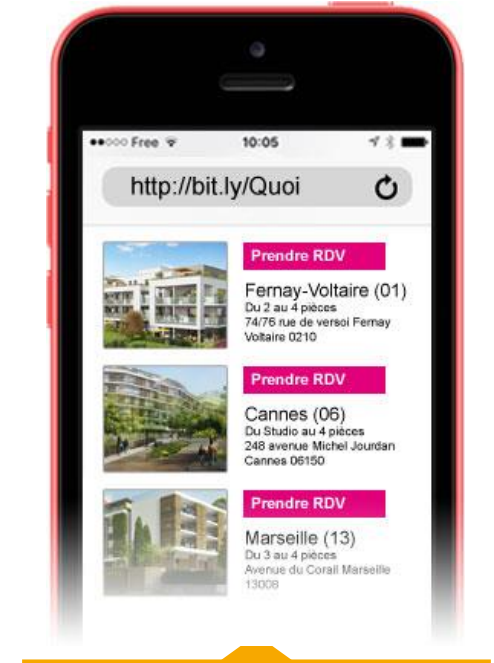 Free 10:05
http://bit.ly/Quoi
Prendre RDV
Fernay-Voltaire (01)
Du 2 au 4 pièces
74/76 rue de versoi Fernay
Voltaire 0210
Prendre RDV
Cannes (06)
Du Studio au 4 pièces
248 avenue Michel Jourdan
Cannes 06150
Prendre RDV
Marseille (13)
Du 3 au 4 pièces
Avenue du Corail Marseille
13008